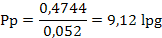 Pp = 0,4744 / 0,052 = 9,12 lpg